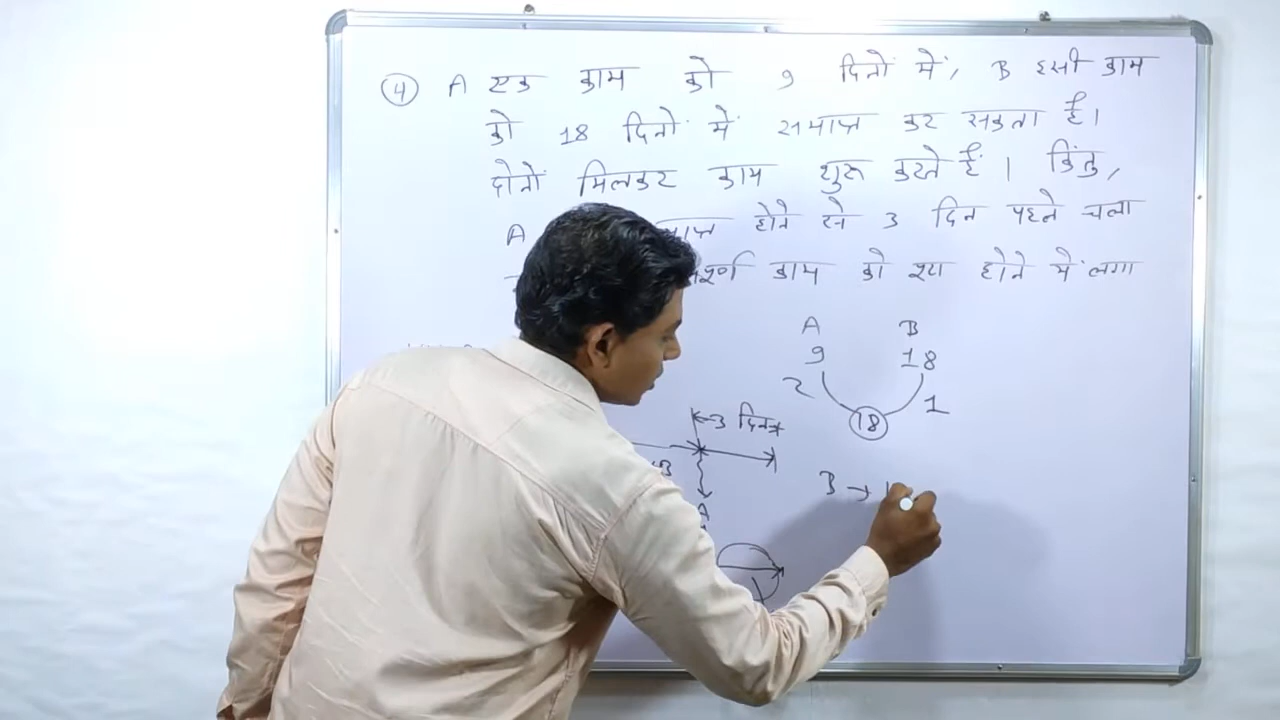 ④ A एक काम को 9 दिनों में, B इसी काम
को 18 दिनों में समाप्त कर सकता है।
दोनों मिलकर काम शुरू करते हैं। किंतु,
A होने से 3 दिन पहले चला
काम को पूरा होने में लगा
A B
9 18
2 1
18
3 दिन
B
A
B →